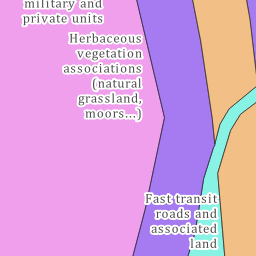 military and
private units
Herbaceous
vegetation
associations
(natural
grassland,
moors...)
Fast transit
roads and
associated
land